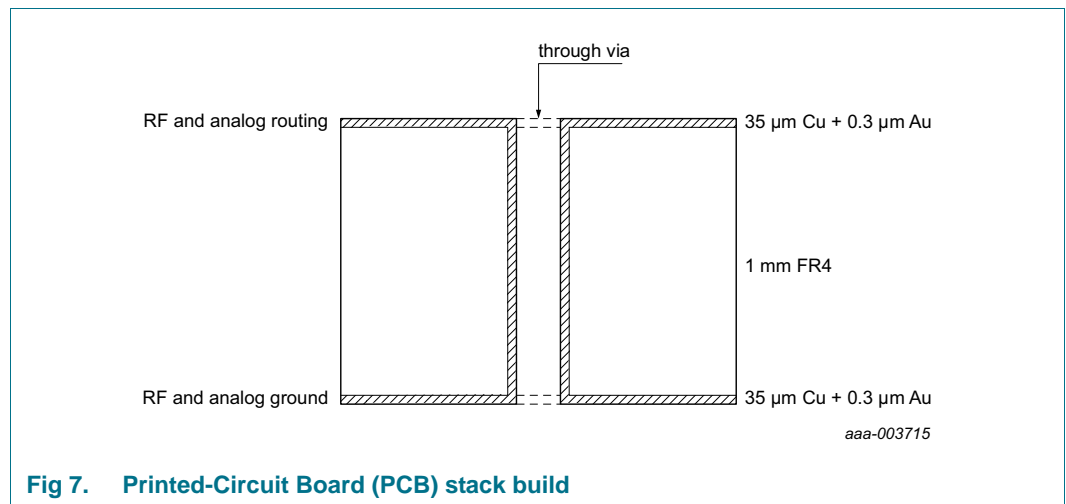 through via
RF and analog routing
35 µm Cu + 0.3 µm Au
1 mm FR4
RF and analog ground
35 µm Cu + 0.3 µm Au
aaa-003715
Fig 7. Printed-Circuit Board (PCB) stack build